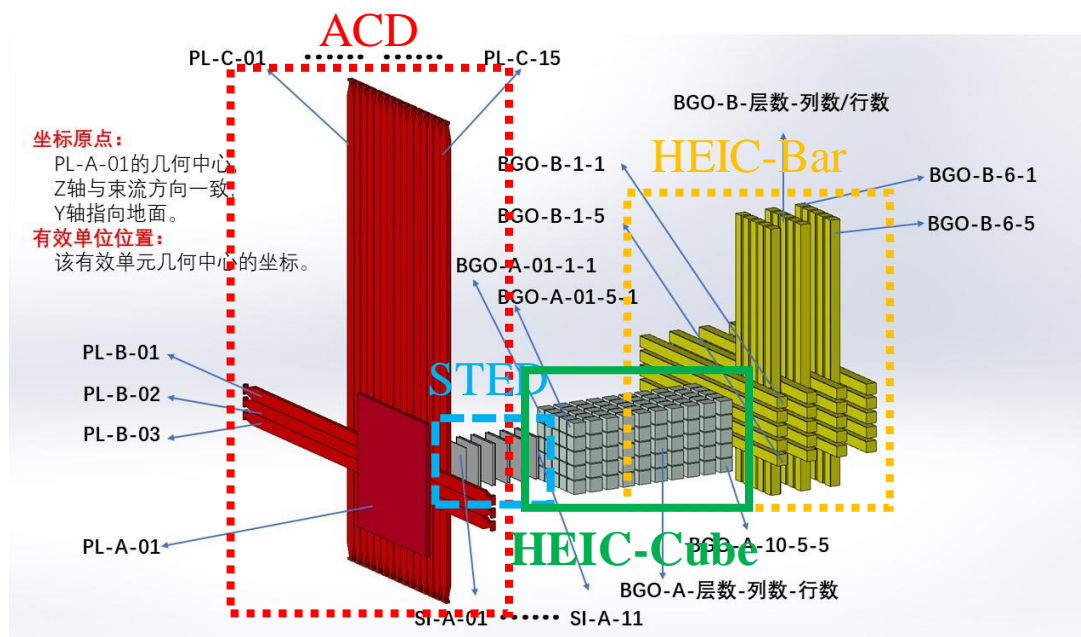 ACD
PL-C-01 •••••• •••••• PL-C-15
BGO-B-层数-列数/行数
坐标原点：
PL-A-01的几何中心，
Z轴与束流方向一致，
Y轴指向地面。
有效单位位置：
该有效单元几何中心的坐标。
HEIC-Bar
BGO-B-1-1
BGO-B-6-1
BGO-B-1-5
BGO-B-6-5
BGO-A-01-1-1
BGO-A-01-5-1
PL-B-01
PL-B-02
PL-B-03
STED
PL-A-01
HEIC-Cube
BGO-A-10-5-5
BGO-A-层数-列数-行数
SI-A-01 •••••• SI-A-11